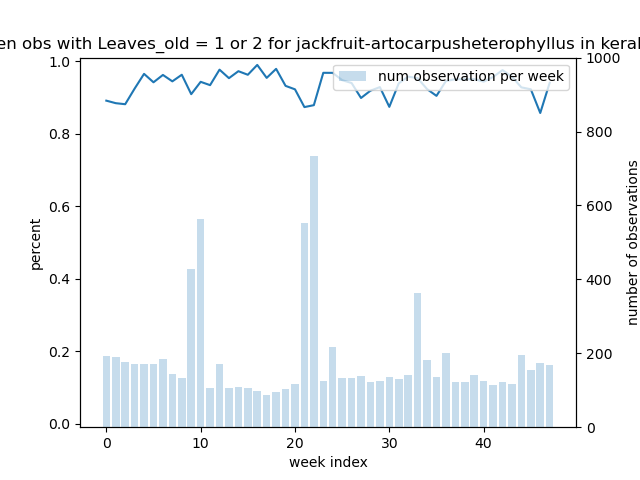 en obs with Leaves_old = 1 or 2 for jackfruit-artocarpusheterophyllus in keral
num observation per week
percent
1.0
0.8
0.6
0.4
0.2
0.0
1000
800
600
400
200
0
number of observations
0 10 20 30 40
week index